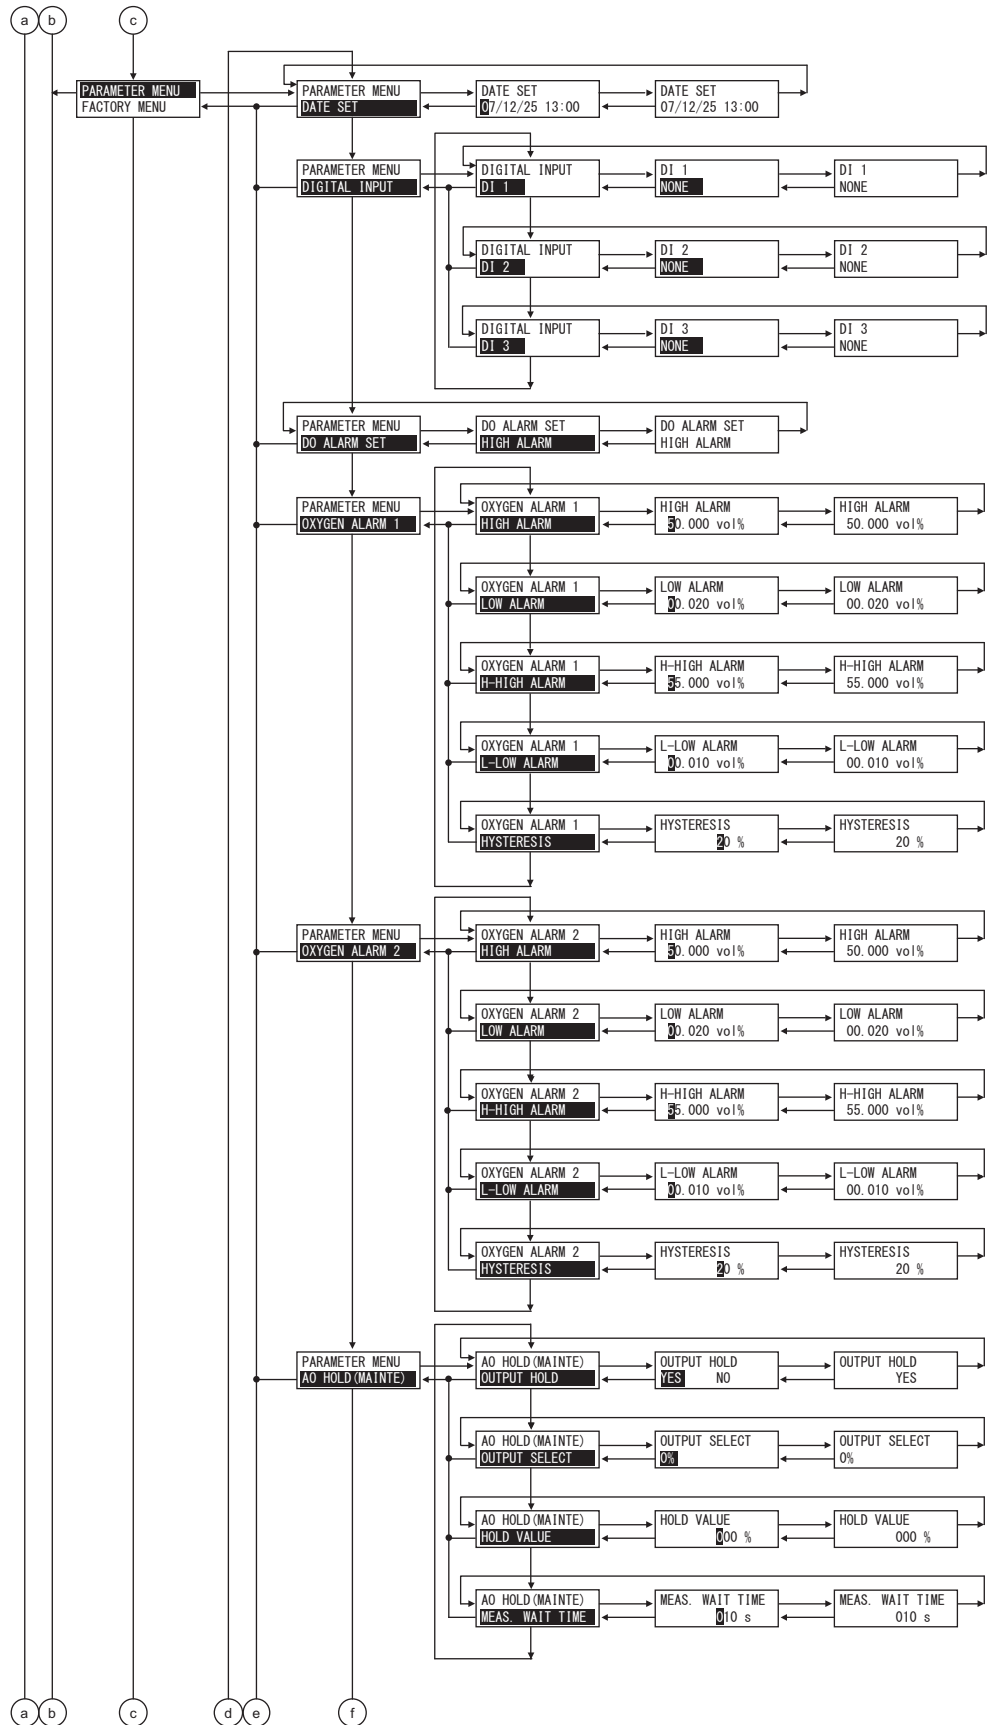 a b c
PARAMETER MENU
FACTORY MENU
PARAMETER MENU
DATE SET
DATE SET
07/12/25 13:00
DATE SET
07/12/25 13:00
PARAMETER MENU
DIGITAL INPUT
DIGITAL INPUT
DI 1
DI 1
NONE
DI 1
NONE
DIGITAL INPUT
DI 2
DI 2
NONE
DI 2
NONE
DIGITAL INPUT
DI 3
DI 3
NONE
DI 3
NONE
PARAMETER MENU
DO ALARM SET
DO ALARM SET
HIGH ALARM
DO ALARM SET
HIGH ALARM
PARAMETER MENU
OXYGEN ALARM 1
OXYGEN ALARM 1
HIGH ALARM
HIGH ALARM
50.000 vol%
HIGH ALARM
50.000 vol%
OXYGEN ALARM 1
LOW ALARM
LOW ALARM
00.020 vol%
LOW ALARM
00.020 vol%
OXYGEN ALARM 1
H-HIGH ALARM
H-HIGH ALARM
55.000 vol%
H-HIGH ALARM
55.000 vol%
OXYGEN ALARM 1
L-LOW ALARM
L-LOW ALARM
00.010 vol%
L-LOW ALARM
00.010 vol%
OXYGEN ALARM 1
HYSTERESIS
HYSTERESIS
20 %
HYSTERESIS
20 %
PARAMETER MENU
OXYGEN ALARM 2
OXYGEN ALARM 2
HIGH ALARM
HIGH ALARM
50.000 vol%
HIGH ALARM
50.000 vol%
OXYGEN ALARM 2
LOW ALARM
LOW ALARM
00.020 vol%
LOW ALARM
00.020 vol%
OXYGEN ALARM 2
H-HIGH ALARM
H-HIGH ALARM
55.000 vol%
H-HIGH ALARM
55.000 vol%
OXYGEN ALARM 2
L-LOW ALARM
L-LOW ALARM
00.010 vol%
L-LOW ALARM
00.010 vol%
OXYGEN ALARM 2
HYSTERESIS
HYSTERESIS
20 %
HYSTERESIS
20 %
PARAMETER MENU
AO HOLD(MAINTE)
AO HOLD(MAINTE)
OUTPUT HOLD
OUTPUT HOLD
YES NO
OUTPUT HOLD
YES
AO HOLD(MAINTE)
OUTPUT SELECT
OUTPUT SELECT
0%
OUTPUT SELECT
0%
AO HOLD(MAINTE)
HOLD VALUE
HOLD VALUE
000 %
HOLD VALUE
000 %
AO HOLD(MAINTE)
MEAS. WAIT TIME
MEAS. WAIT TIME
010 s
MEAS. WAIT TIME
010 s
a b c d e f